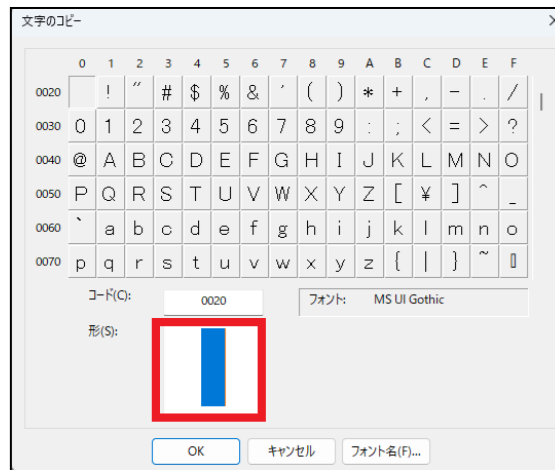 文字のコピー
0 1 2 3 4 5 6 7 8 9 A B C D E F
0020 ! " # $ % & ' ( ) * + , - . /
0030 0 1 2 3 4 5 6 7 8 9 : ; < = > ?
0040 @ A B C D E F G H I J K L M N O
0050 P Q R S T U V W X Y Z [ ¥ ] ^ _
0060 ` a b c d e f g h i j k l m n o
0070 p q r s t u v w x y z { | } ~ ▯
コード(C): 0020 フォント: MS UI Gothic
形(S):
OK キャンセル フォント名(F)...